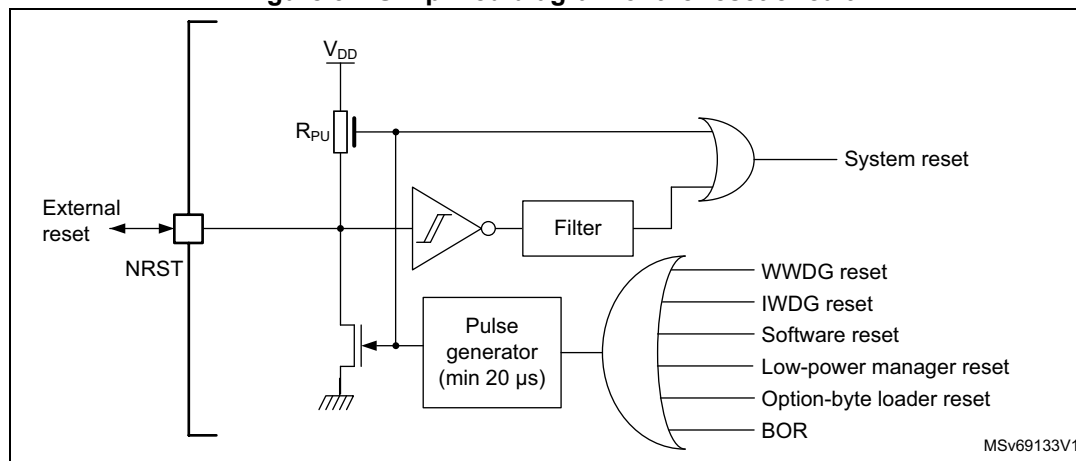 V_DD
R_PU
System reset
External
reset
Filter
NRST
WWDG reset
IWDG reset
Software reset
Pulse
generator
(min 20 µs)
Low-power manager reset
Option-byte loader reset
BOR
MSv69133V1